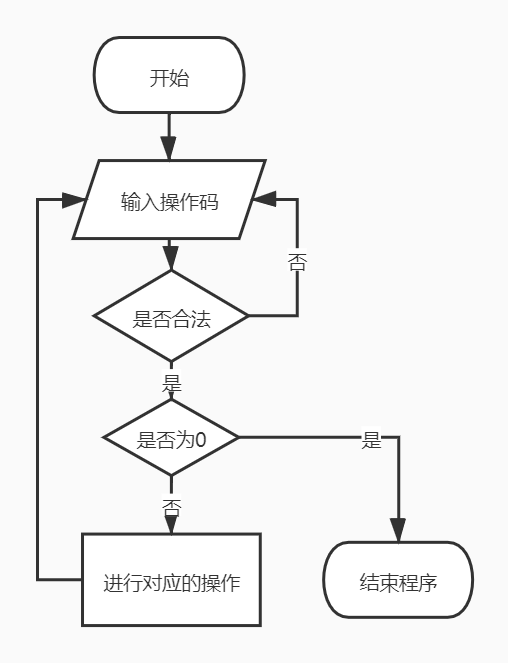 开始
输入操作码
否
是否合法
是
是否为0
是
否
进行对应的操作
结束程序